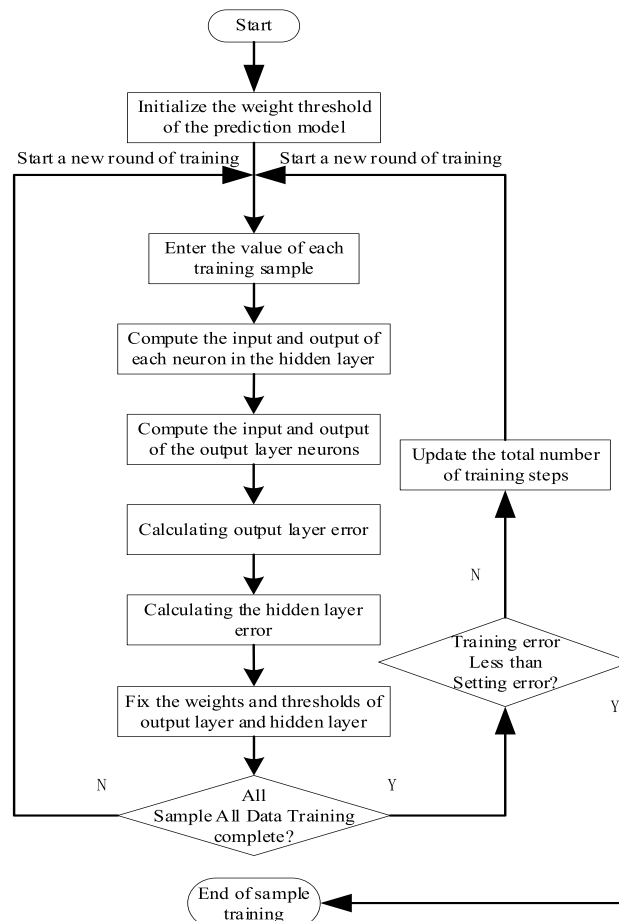 Start
Initialize the weight threshold
of the prediction model
Start a new round of training
Start a new round of training
Enter the value of each
training sample
Compute the input and output of
each neuron in the hidden layer
Compute the input and output
of the output layer neurons
Update the total number
of training steps
Calculating output layer error
N
Calculating the hidden layer
error
Training error
Less than
Setting error?
Y
Fix the weights and thresholds of
output layer and hidden layer
N
Y
All
Sample All Data Training
complete?
End of sample
training